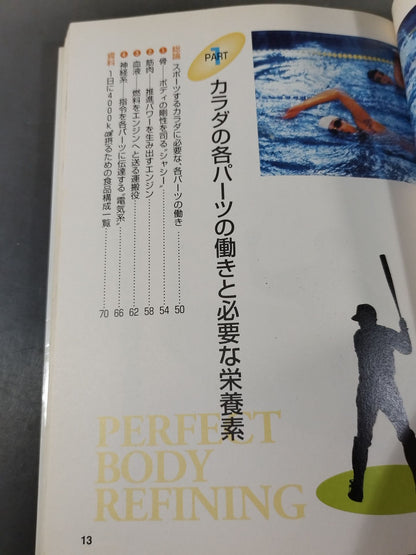 PART 1
カラダの各パーツの働きと必要な栄養素
総論 スポーツするカラダに必要な、各パーツの働き 50
❶ 骨――ボディの剛性を司る"シャシー" 54
❷ 筋肉――推進パワーを生み出すエンジン 58
❸ 血液――燃料をエンジンへと送る運搬役 62
❹ 神経系――指令を各パーツに伝達する"電気系" 66
資料 1日に4000kcal摂るための食品構成一覧 70
PERFECT
BODY
REFINING
13